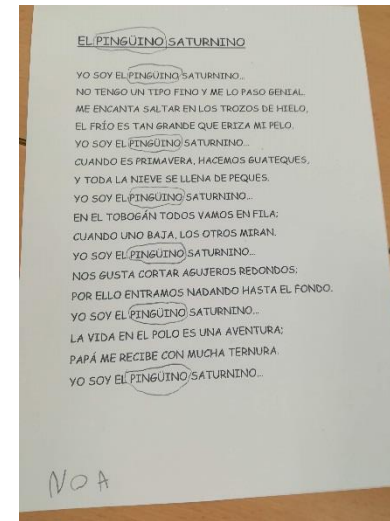 EL PINGÜINO SATURNINO
YO SOY EL PINGÜINO SATURNINO...
NO TENGO UN TIPO FINO Y ME LO PASO GENIAL.
ME ENCANTA SALTAR EN LOS TROZOS DE HIELO,
EL FRÍO ES TAN GRANDE QUE ERIZA MI PELO.
YO SOY EL PINGÜINO SATURNINO...
CUANDO ES PRIMAVERA, HACEMOS GUATEQUES,
Y TODA LA NIEVE SE LLENA DE PEQUES.
YO SOY EL PINGÜINO SATURNINO...
EN EL TOBOGÁN TODOS VAMOS EN FILA;
CUANDO UNO BAJA, LOS OTROS MIRAN.
YO SOY EL PINGÜINO SATURNINO...
NOS GUSTA CORTAR AGUJEROS REDONDOS;
POR ELLO ENTRAMOS NADANDO HASTA EL FONDO.
YO SOY EL PINGÜINO SATURNINO...
LA VIDA EN EL POLO ES UNA AVENTURA;
PAPÁ ME RECIBE CON MUCHA TERNURA.
YO SOY EL PINGÜINO SATURNINO...
NOA